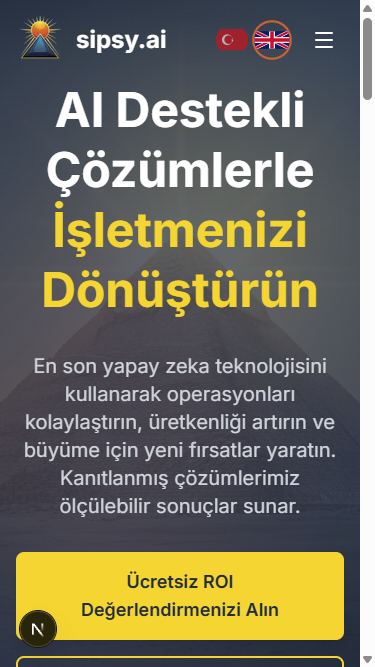 sipsy.ai
AI Destekli
Çözümlerle
İşletmenizi
Dönüştürün
En son yapay zeka teknolojisini
kullanarak operasyonları
kolaylaştırın, üretkenliği artırın ve
büyüme için yeni fırsatlar yaratın.
Kanıtlanmış çözümlerimiz
ölçülebilir sonuçlar sunar.
Ücretsiz ROI
Değerlendirmenizi Alın
N